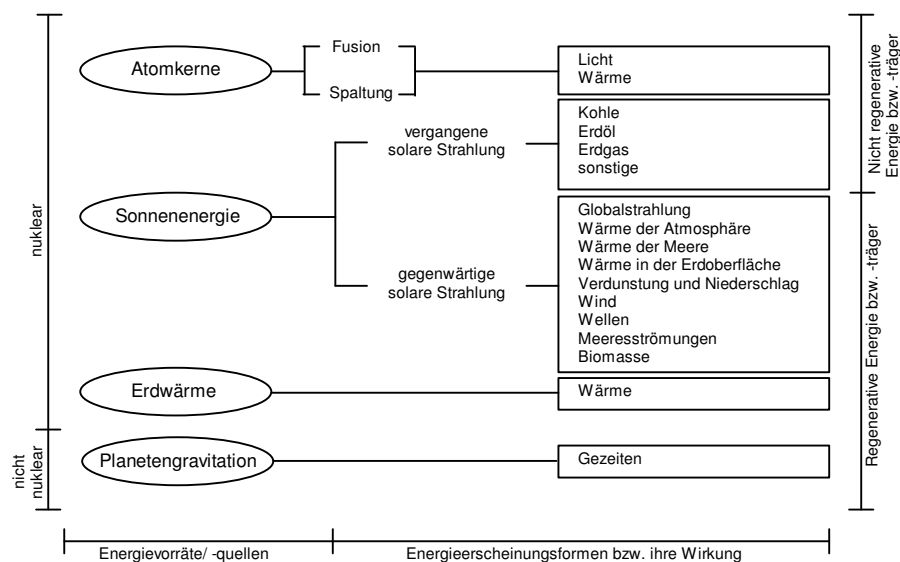 Atomkerne
Fusion
Spaltung
Licht
Wärme
vergangene
solare Strahlung
Kohle
Erdöl
Erdgas
sonstige
Sonnenenergie
gegenwärtige
solare Strahlung
Globalstrahlung
Wärme der Atmosphäre
Wärme der Meere
Wärme in der Erdoberfläche
Verdunstung und Niederschlag
Wind
Wellen
Meeresströmungen
Biomasse
Erdwärme
Wärme
Planetengravitation
Gezeiten
nuklear
nicht
nuklear
Nicht regenerative
Energie bzw. -träger
Regenerative Energie bzw. -träger
Energievorräte/ -quellen
Energieerscheinungsformen bzw. ihre Wirkung